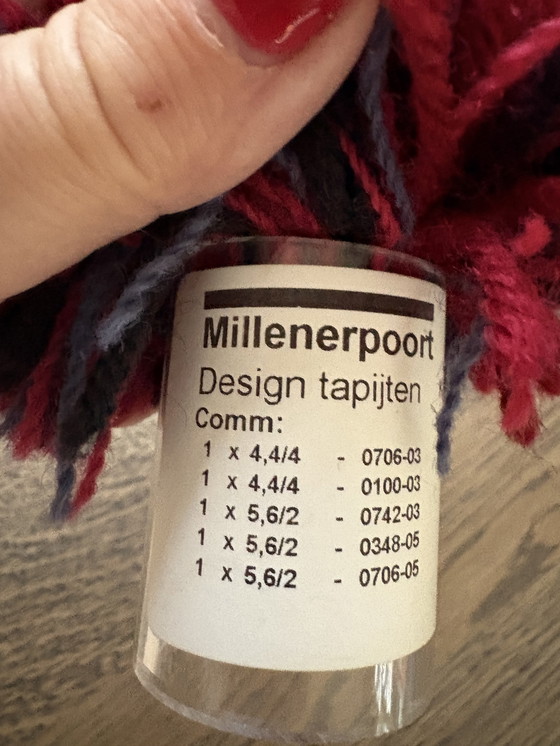 Millenerpoort
Design tapijten
Comm:
1 x 4,4/4 - 0706-03
1 x 4,4/4 - 0100-03
1 x 5,6/2 - 0742-03
1 x 5,6/2 - 0348-05
1 x 5,6/2 - 0706-05